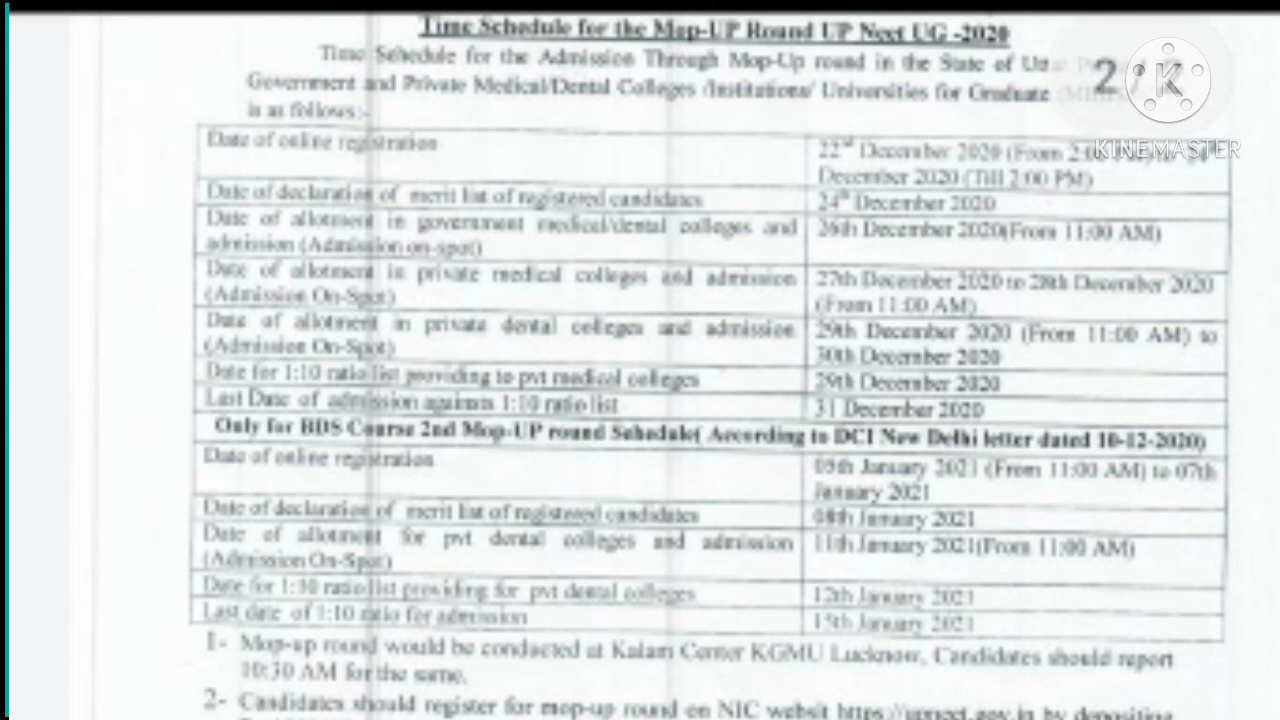 Time Schedule for the Mop-UP Round UP Neet UG -2020
Time Schedule for the Admission Through Mop-Up round in the State of
Government and Private Medical/Dental Colleges /Institutions/ Universities for Graduate
is as follows:-
Date of online registration
22nd December 2020 (From
December 2020 (Till 2:00 PM)
Date of declaration of merit list of registered candidates
24th December 2020
Date of allotment in government medical/dental colleges and
admission (Admission on-spot)
26th December 2020(From 11:00 AM)
Date of allotment in private medical colleges and admission
(Admission On-Spot)
27th December 2020 to 28th December 2020
(From 11:00 AM)
Date of allotment in private dental colleges and admission
(Admission On-Spot)
29th December 2020 (From 11:00 AM) to
30th December 2020
Date for 1:10 ratio list providing to pvt medical colleges
29th December 2020
Last Date of admission againsts 1:10 ratio list
31 December 2020
Only for BDS Course 2nd Mop-UP round Schedule( According to DCI New Delhi letter dated 10-12-2020)
Date of online registration
05th January 2021 (From 11:00 AM) to 07th
January 2021
Date of declaration of merit list of registered candidates
08th January 2021
Date of allotment for pvt dental colleges and admission
(Admission On-Spot)
11th January 2021(From 11:00 AM)
Date for 1:10 ratio list providing for pvt dental colleges
12th January 2021
Last date of 1:10 ratio for admission
15th January 2021
1- Mop-up round would be conducted at Kalam Center KGMU Lucknow, Candidates should report
10:30 AM for the same.
2- Candidates should register for mop-up round on NIC websit https://upneet.gov.in by depositing
2
K
KINEMASTER